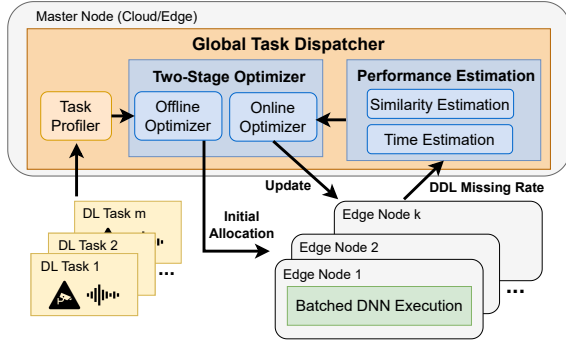 Master Node (Cloud/Edge)
Global Task Dispatcher
Two-Stage Optimizer
Performance Estimation
Task
Profiler
Offline
Optimizer
Online
Optimizer
Similarity Estimation
Time Estimation
Update
DDL Missing Rate
Initial
Allocation
DL Task m
DL Task 2
DL Task 1
...
Edge Node k
Edge Node 2
Edge Node 1
Batched DNN Execution
...